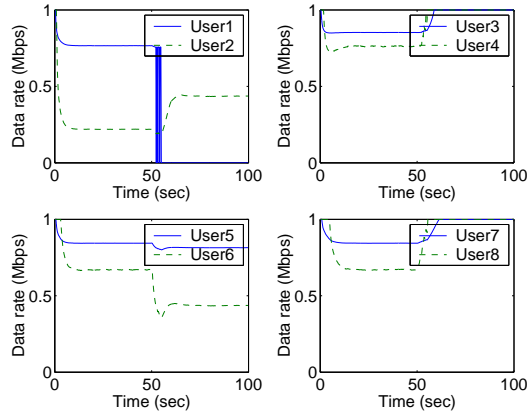 1
0.5
0
0
50
100
Time (sec)
Data rate (Mbps)
User1
User2
1
0.5
0
0
50
100
Time (sec)
Data rate (Mbps)
User3
User4
1
0.5
0
0
50
100
Time (sec)
Data rate (Mbps)
User5
User6
1
0.5
0
0
50
100
Time (sec)
Data rate (Mbps)
User7
User8